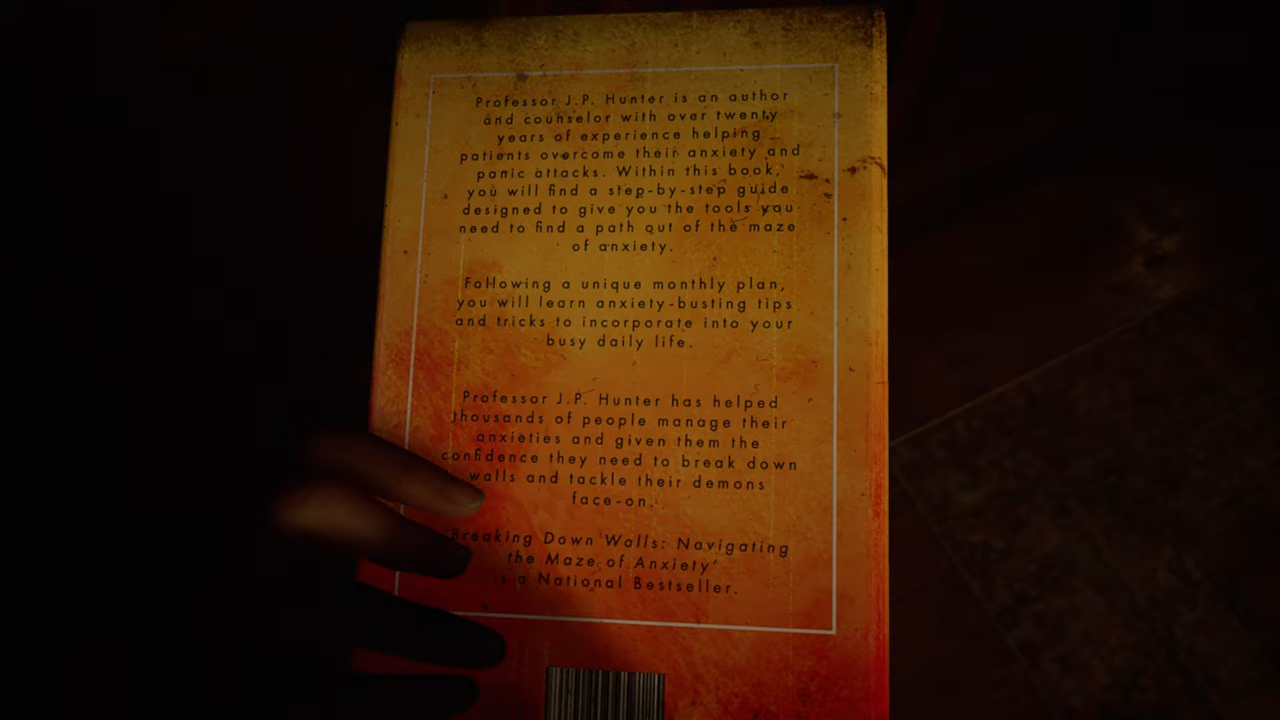 Professor J.P. Hunter is an author
and counselor with over twenty
years of experience helping
patients overcome their anxiety and
panic attacks. Within this book,
you will find a step-by-step guide
designed to give you the tools you
need to find a path out of the maze
of anxiety.
Following a unique monthly plan,
you will learn anxiety-busting tips
and tricks to incorporate into your
busy daily life.
Professor J.P. Hunter has helped
thousands of people manage their
anxieties and given them the
confidence they need to break down
walls and tackle their demons
face-on.
'Breaking Down Walls: Navigating
the Maze of Anxiety'
is a National Bestseller.